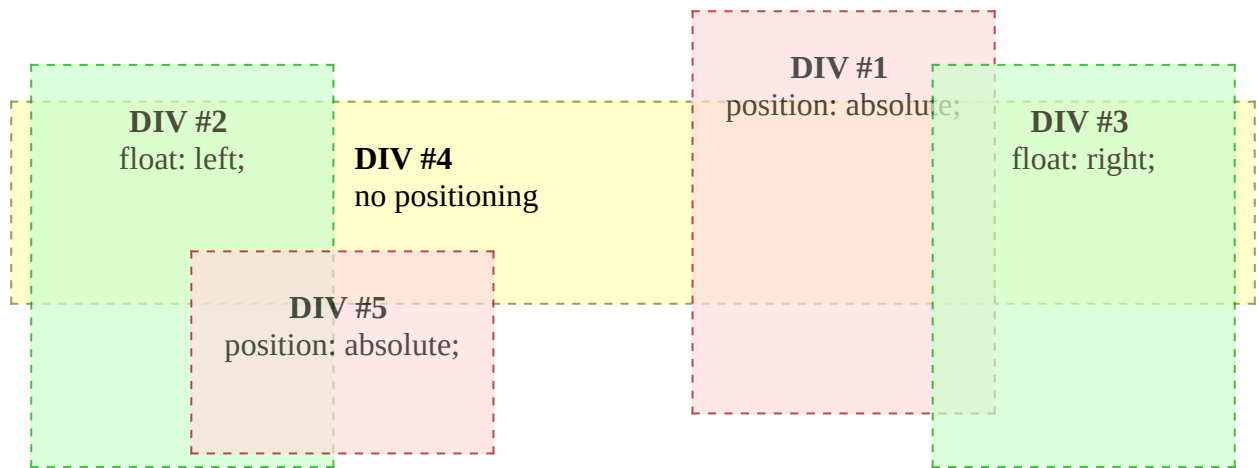 DIV #1
position: absolute;
DIV #2
float: left;
DIV #3
float: right;
DIV #4
no positioning
DIV #5
position: absolute;